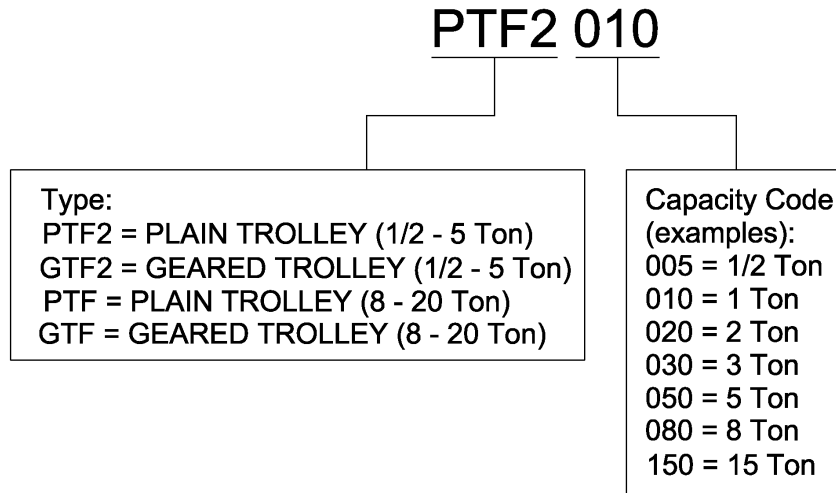 PTF2 010
Type:
PTF2 = PLAIN TROLLEY (1/2 - 5 Ton)
GTF2 = GEARED TROLLEY (1/2 - 5 Ton)
PTF = PLAIN TROLLEY (8 - 20 Ton)
GTF = GEARED TROLLEY (8 - 20 Ton)
Capacity Code
(examples):
005 = 1/2 Ton
010 = 1 Ton
020 = 2 Ton
030 = 3 Ton
050 = 5 Ton
080 = 8 Ton
150 = 15 Ton